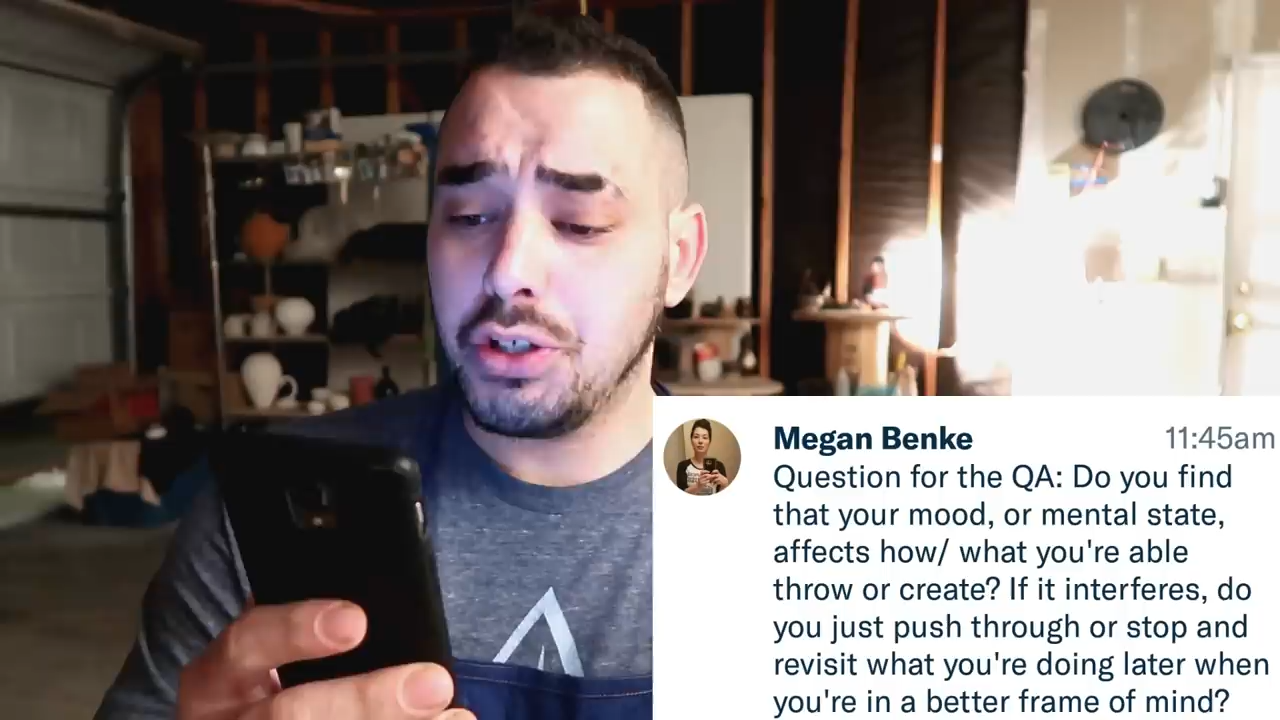 Megan Benke 11:45am
Question for the QA: Do you find
that your mood, or mental state,
affects how/ what you're able
throw or create? If it interferes, do
you just push through or stop and
revisit what you're doing later when
you're in a better frame of mind?